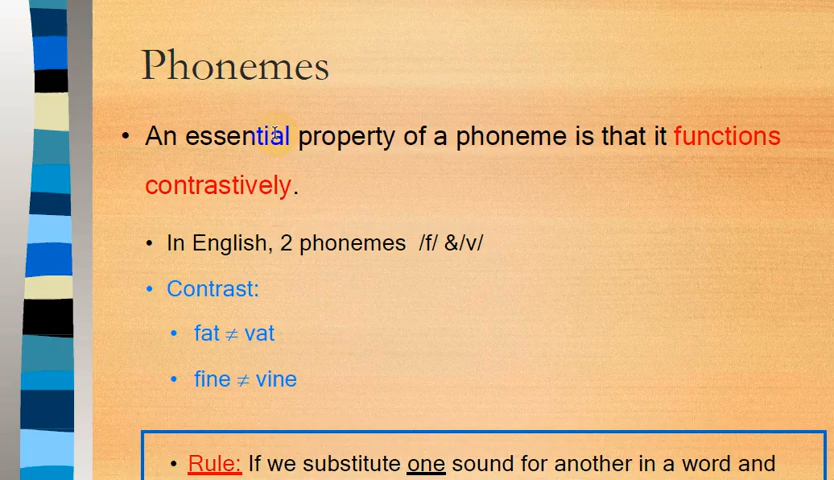 Phonemes
• An essential property of a phoneme is that it functions
contrastively.
• In English, 2 phonemes /f/ &/v/
• Contrast:
• fat ≠ vat
• fine ≠ vine
• Rule: If we substitute one sound for another in a word and